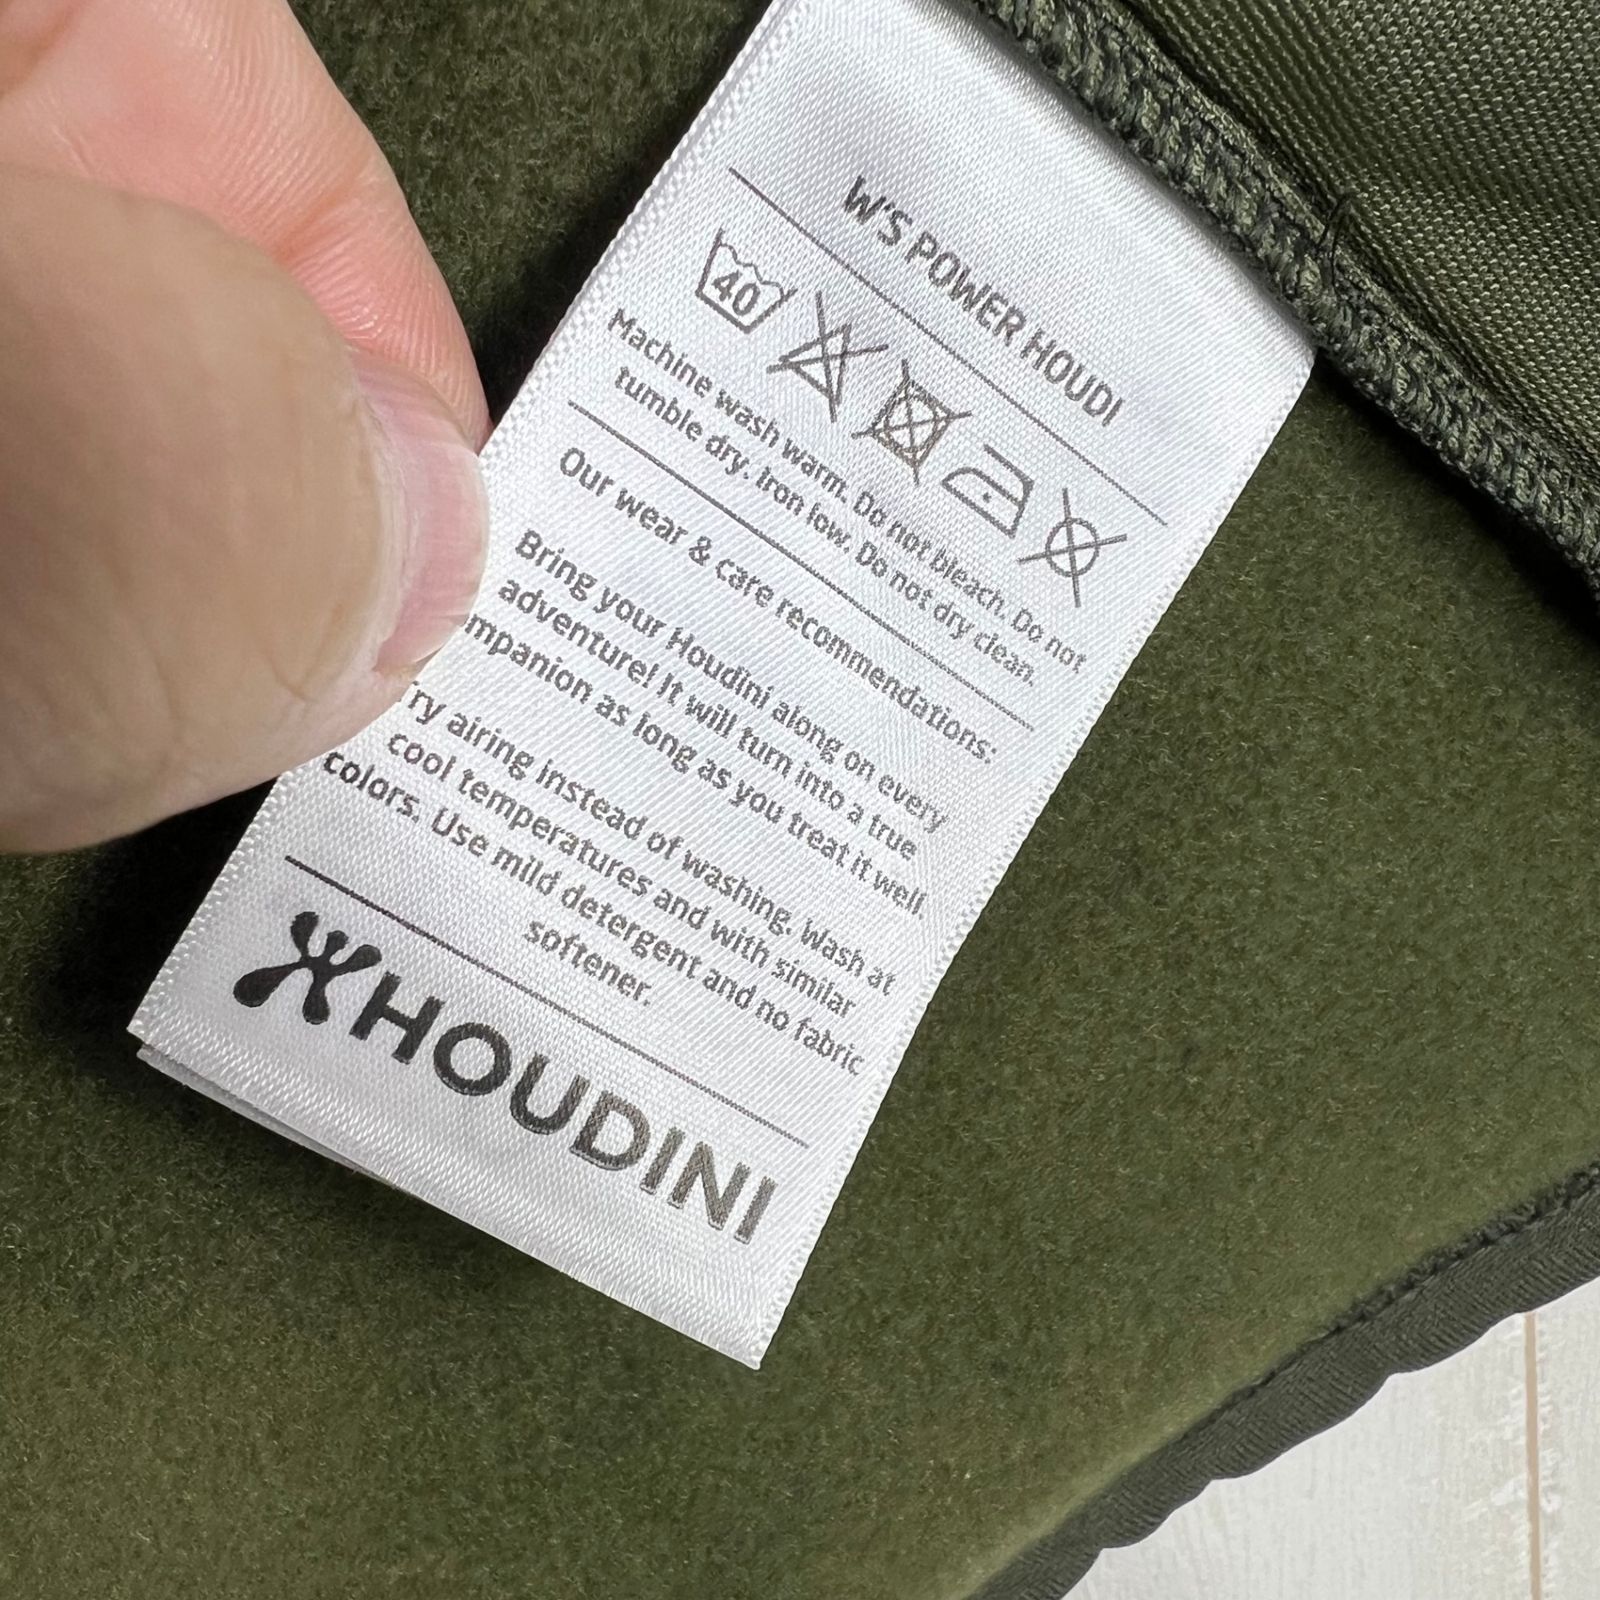 W'S POWER HOUDI
40
Machine wash warm. Do not bleach. Do not
tumble dry. Iron low. Do not dry clean.
Our wear & care recommendations:
Bring your Houdini along on every
adventure! It will turn into a true
as long as you treat it well.
airing instead of washing. Wash at
cool temperatures and with similar
colors. Use mild detergent and no fabric
softener.
HOUDINI